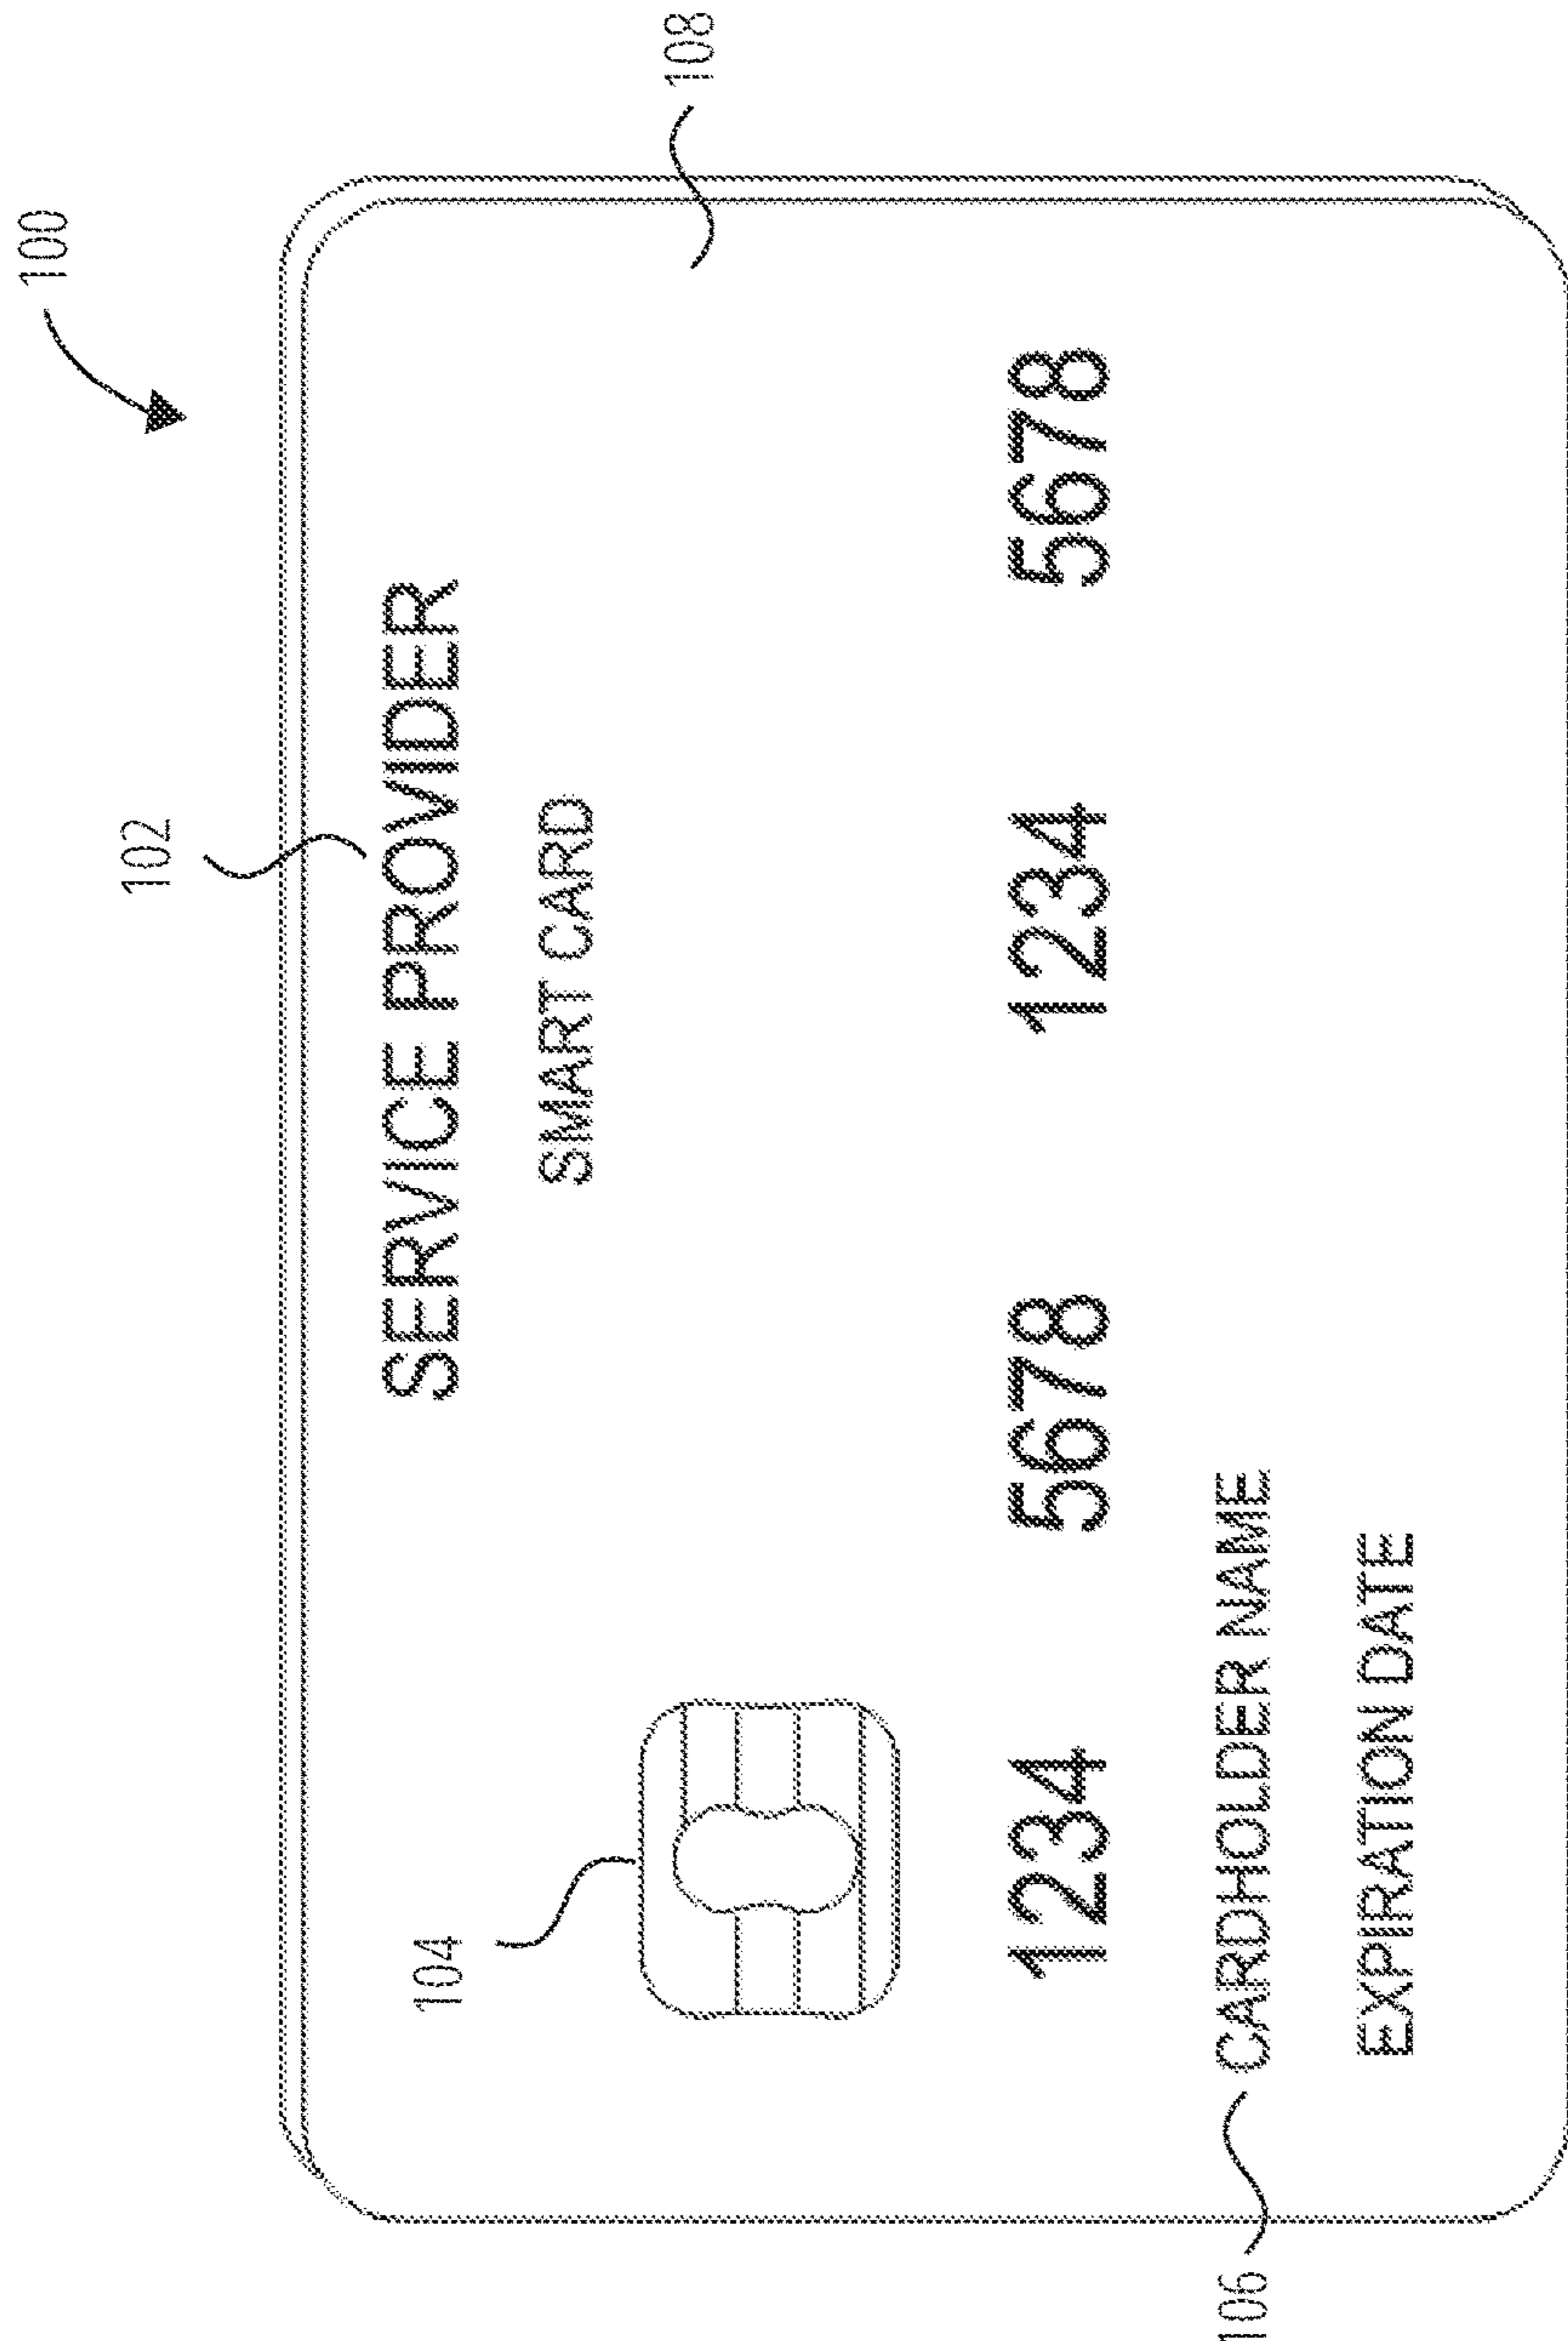 100
102
SERVICE PROVIDER
SMART CARD
104
108
1234 5678 1234 5678
106
CARDHOLDER NAME
EXPIRATION DATE